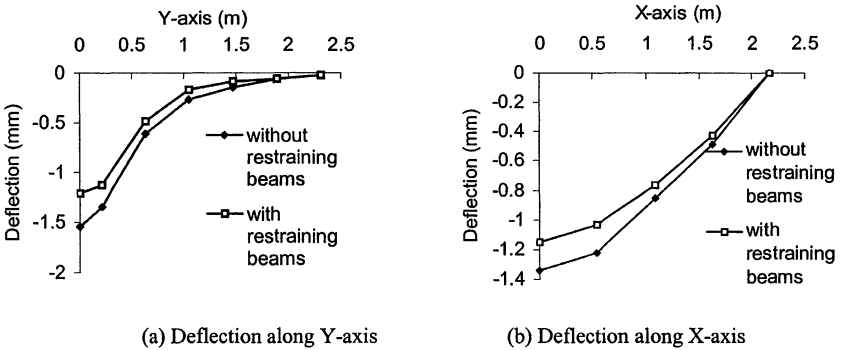 Y-axis (m)
0 0.5 1 1.5 2 2.5
0
-0.5
-1
-1.5
-2
Deflection (mm)
without
restraining
beams
with
restraining
beams
(a) Deflection along Y-axis
X-axis (m)
0 0.5 1 1.5 2 2.5
0
-0.2
-0.4
-0.6
-0.8
-1
-1.2
-1.4
Deflection (mm)
without
restraining
beams
with
restraining
beams
(b) Deflection along X-axis